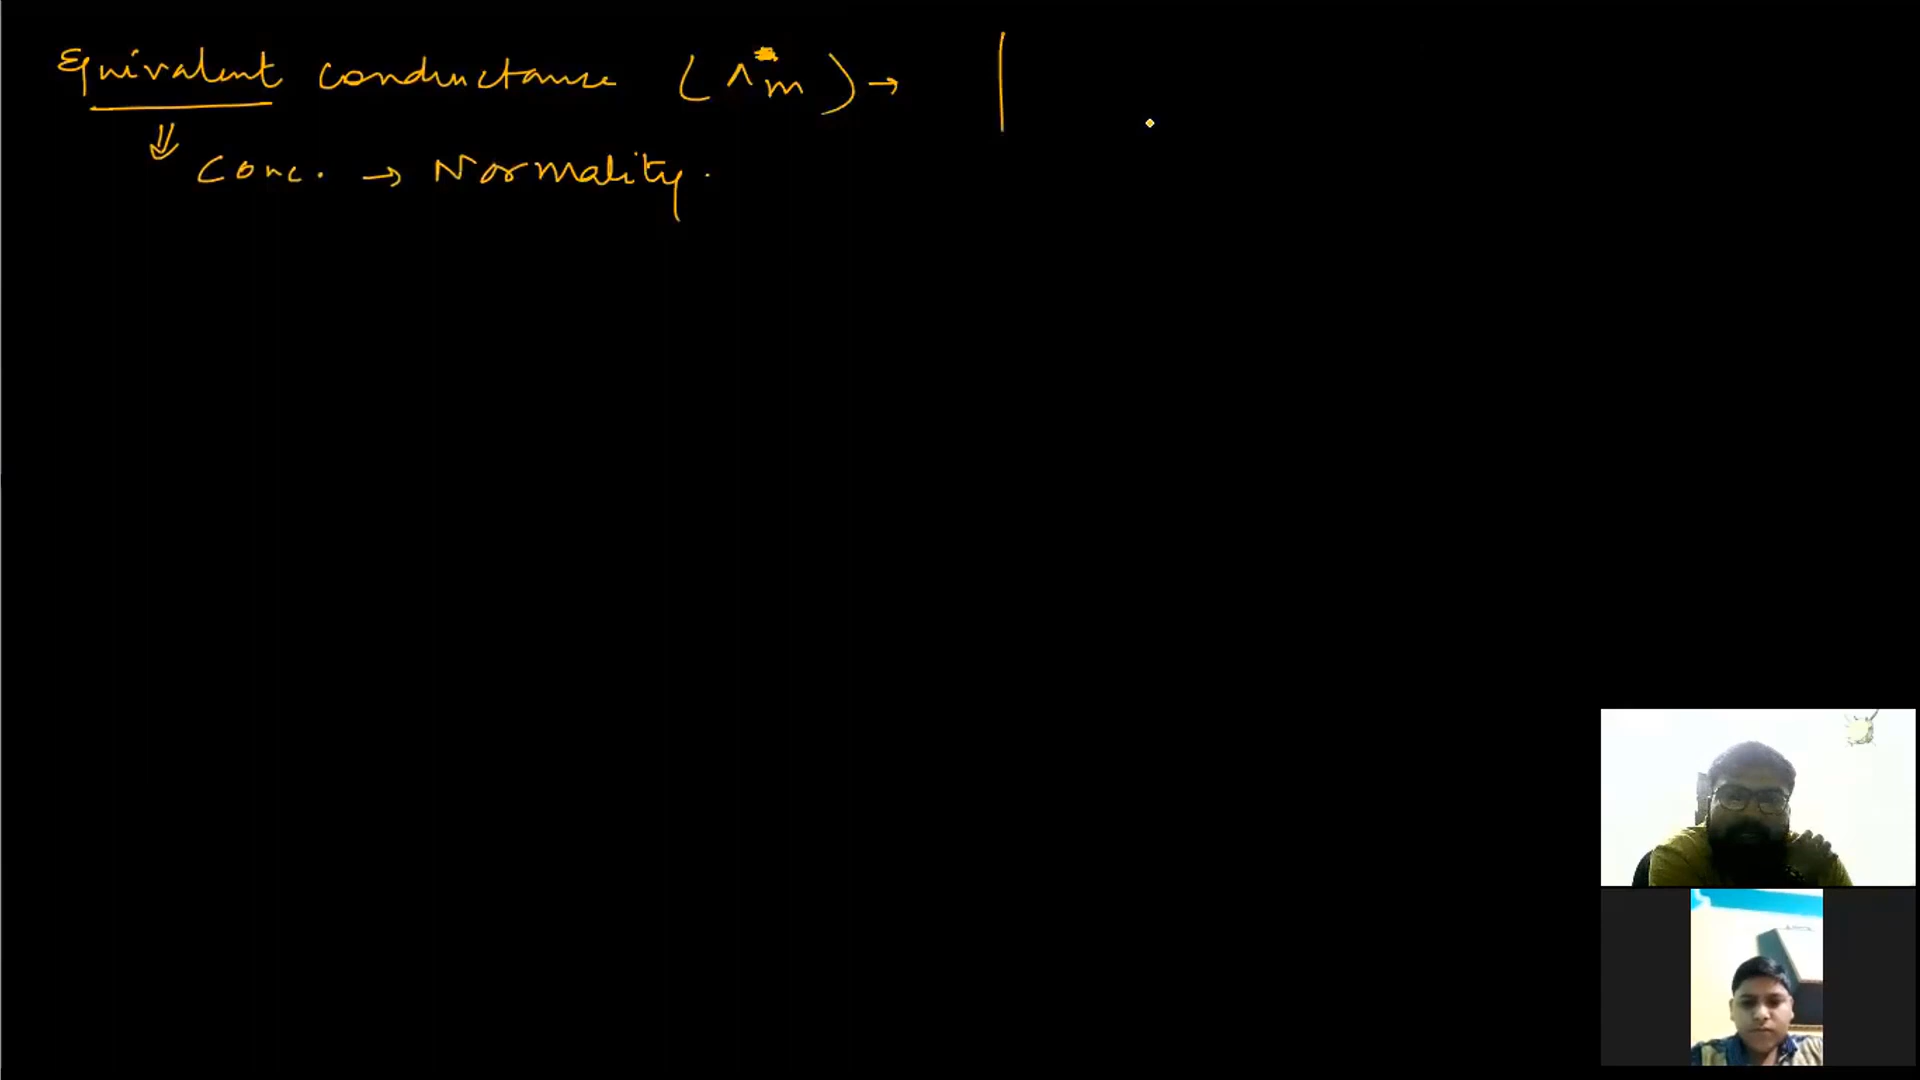 Equivalent conductance (Λm) → |
⇓ Conc. → Normality.